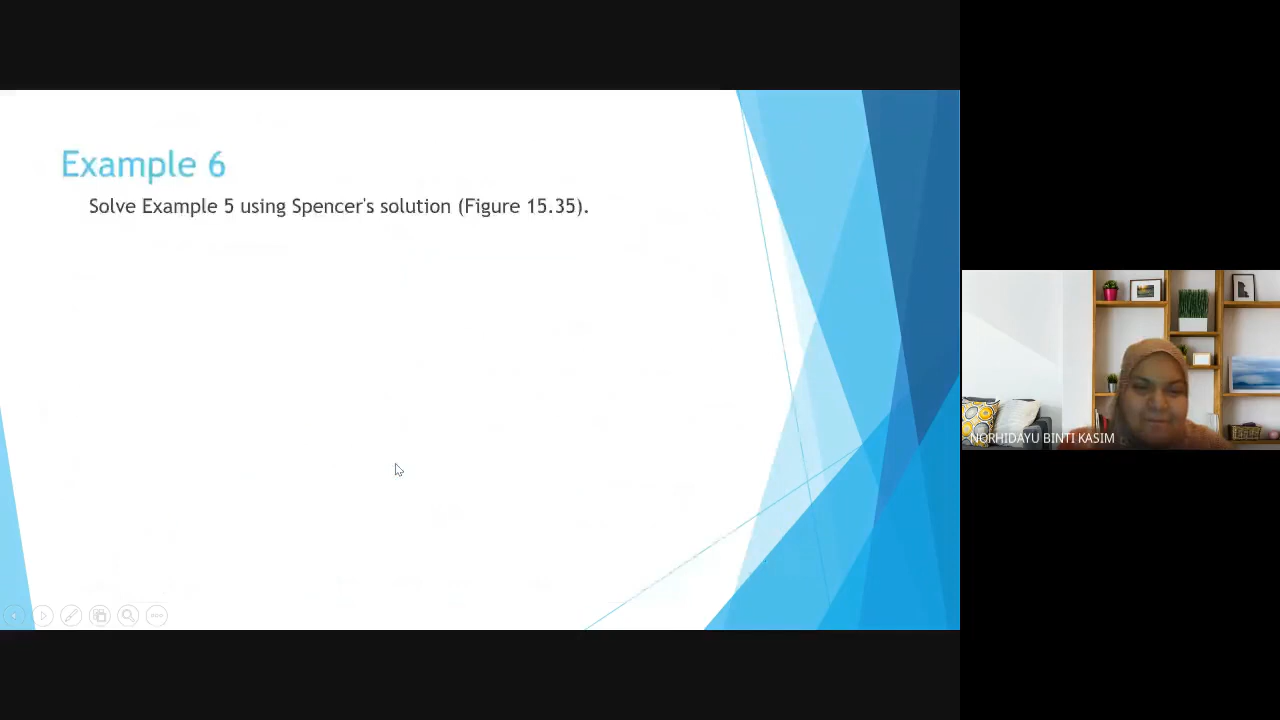 Example 6
Solve Example 5 using Spencer's solution (Figure 15.35).
NORHIDAYU BINTI KASIM